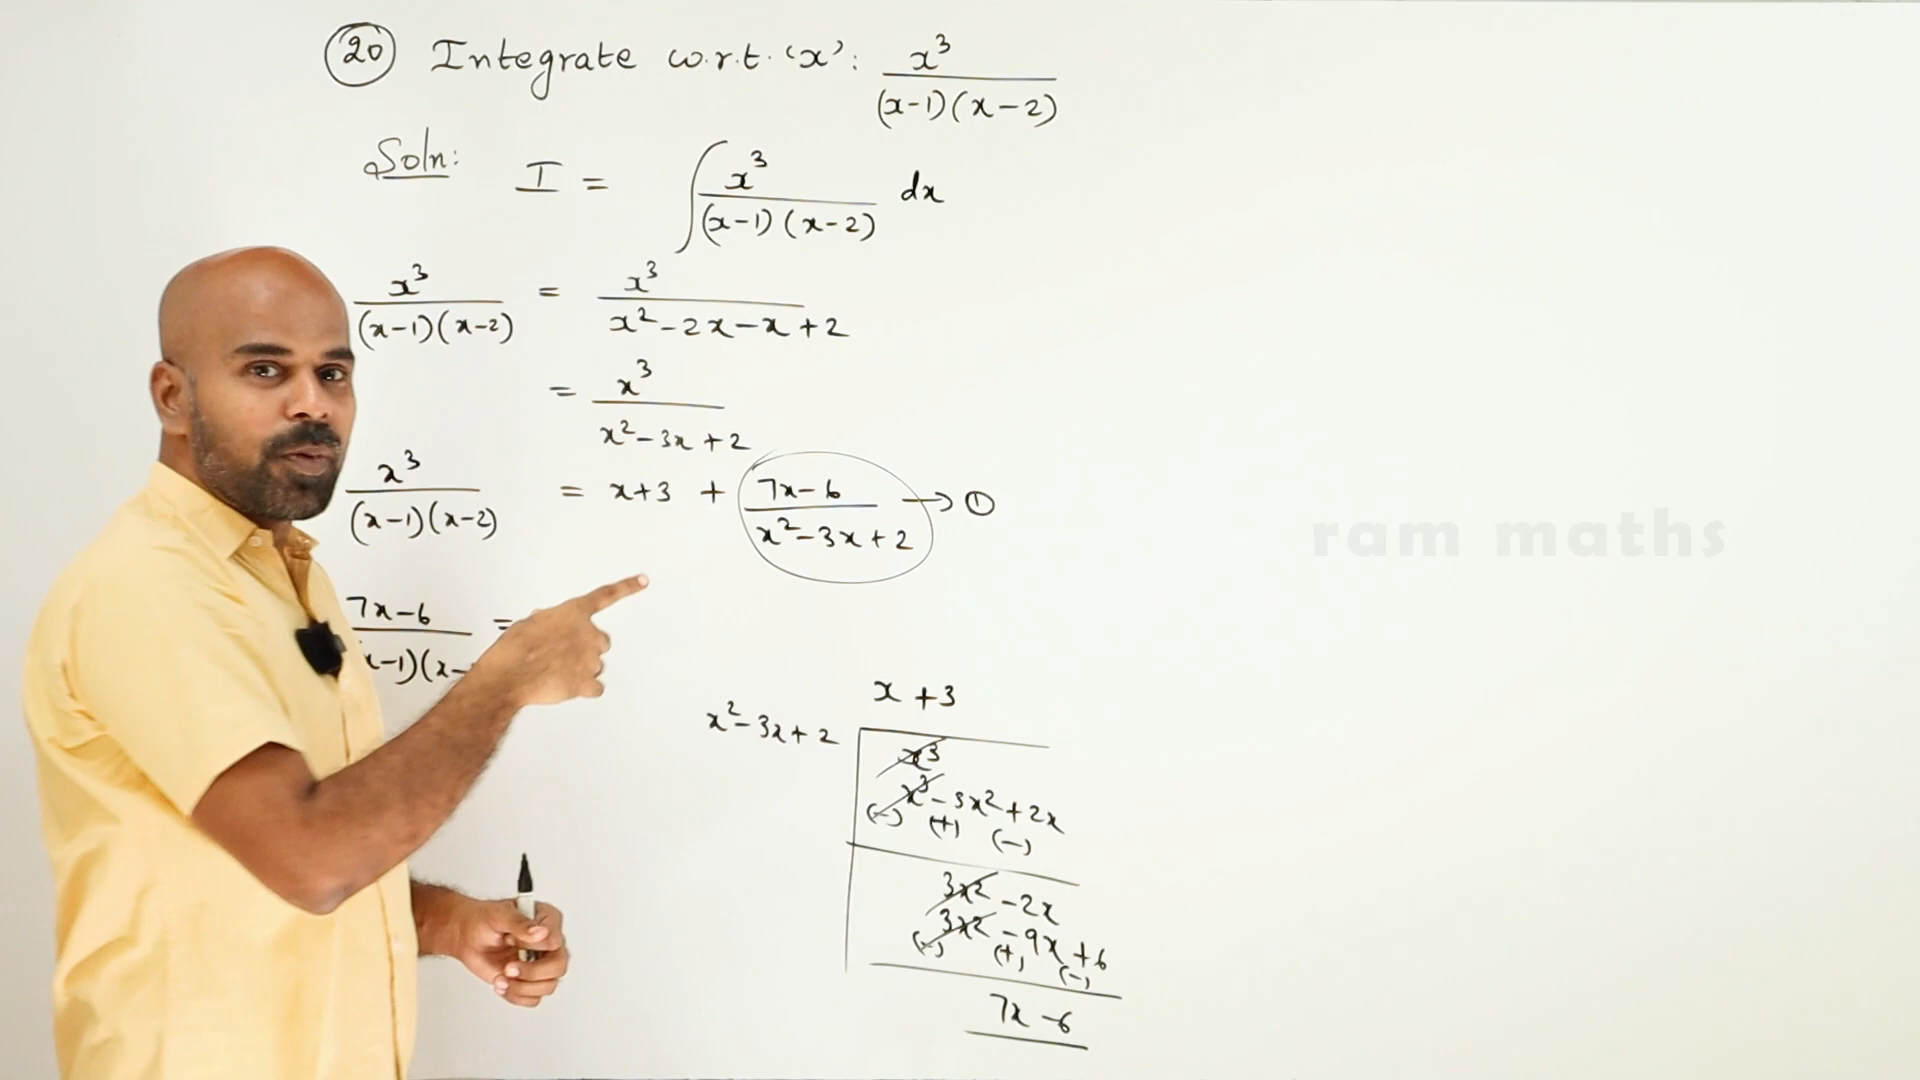 20 Integrate w.r.t. 'x': x³/(x-1)(x-2)
Soln: I = ∫ x³/(x-1)(x-2) dx
x³/(x-1)(x-2) = x³/x²-2x-x+2
= x³/x²-3x+2
x³/(x-1)(x-2) = x+3 + 7x-6/x²-3x+2 → ①
ram maths
7x-6/(x-1)(x- =
x +3
x²-3x+2
x³
x³-3x²+2x
(-) (+) (-)
3x²-2x
3x²-9x+6
(-) (+) (-)
7x-6